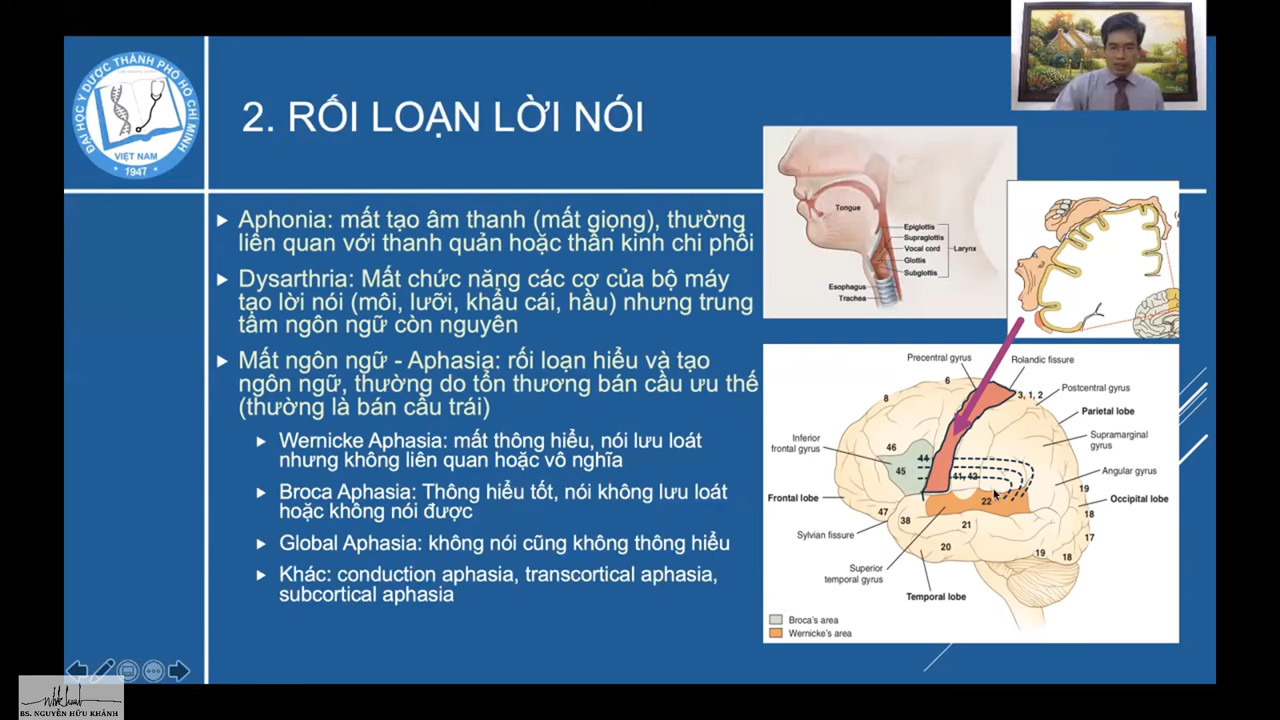 ĐẠI HỌC Y DƯỢC THÀNH PHỐ HỒ CHÍ MINH
VIỆT NAM
1947
2. RỐI LOẠN LỜI NÓI
Aphonia: mất tạo âm thanh (mất giọng), thường
liên quan với thanh quản hoặc thần kinh chi phối
Dysarthria: Mất chức năng các cơ của bộ máy
tạo lời nói (môi, lưỡi, khẩu cái, hầu) nhưng trung
tâm ngôn ngữ còn nguyên
Mất ngôn ngữ - Aphasia: rối loạn hiểu và tạo
ngôn ngữ, thường do tổn thương bán cầu ưu thế
(thường là bán cầu trái)
Wernicke Aphasia: mất thông hiểu, nói lưu loát
nhưng không liên quan hoặc vô nghĩa
Broca Aphasia: Thông hiểu tốt, nói không lưu loát
hoặc không nói được
Global Aphasia: không nói cũng không thông hiểu
Khác: conduction aphasia, transcortical aphasia,
subcortical aphasia
Tongue
Epiglottis
Supraglottis
Vocal cord
Larynx
Glottis
Subglottis
Esophagus
Trachea
Precentral gyrus
Rolandic fissure
6
3, 1, 2
Postcentral gyrus
8
Parietal lobe
Inferior
frontal gyrus
46
44
45
Supramarginal
gyrus
41, 42
Angular gyrus
Frontal lobe
22
19
Occipital lobe
47
38
18
Sylvian fissure
21
17
20
19
18
Superior
temporal gyrus
Temporal lobe
Broca's area
Wernicke's area
BS. NGUYỄN HỮU KHÁNH